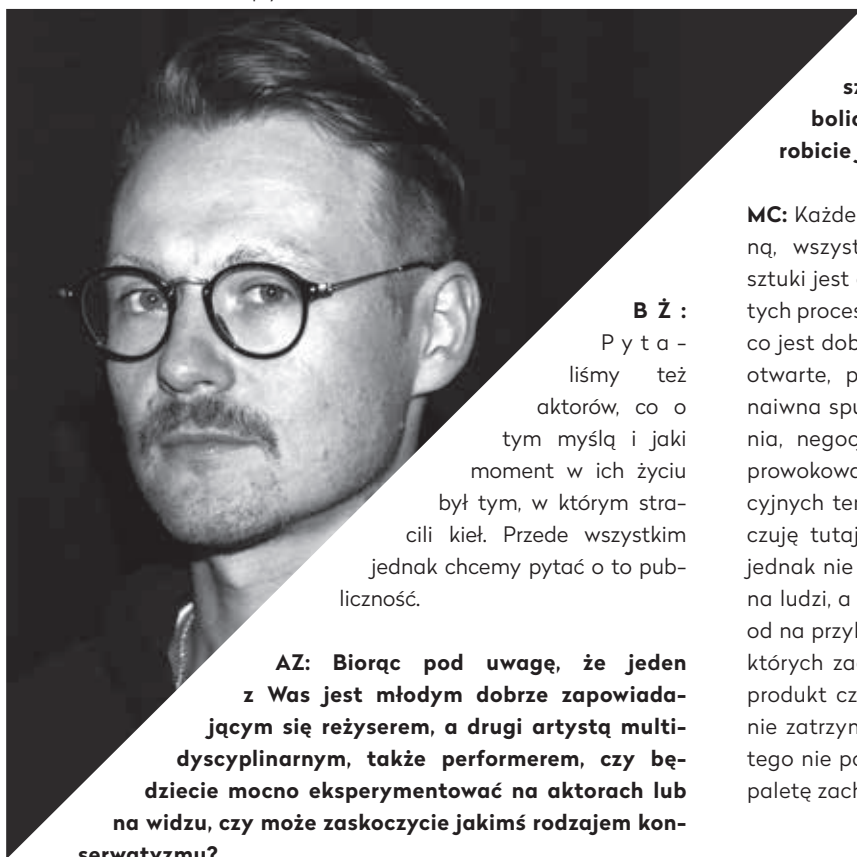 B Ż :
P y t a -
liśmy też
aktorów, co o
tym myślą i jaki
moment w ich życiu
był tym, w którym stra-
cili kieł. Przede wszystkim
jednak chcemy pytać o to pub-
liczność.
AZ: Biorąc pod uwagę, że jeden
z Was jest młodym dobrze zapowiada-
jącym się reżyserem, a drugi artystą multi-
dyscyplinarnym, także performerem, czy bę-
dziecie mocno eksperymentować na aktorach lub
na widzu, czy może zaskoczycie jakimś rodzajem kon-
serwatyzmu?
robicie
MC: Każde
ną, wszyst
sztuki jest
tych proces
co jest dob
otwarte, p
naiwna spu
nia, negoc
prowokowa
cyjnych ter
czuję tutaj
jednak nie
na ludzi, a
od na przyk
których za
produkt cz
nie zatrzym
tego nie po
paletę zach